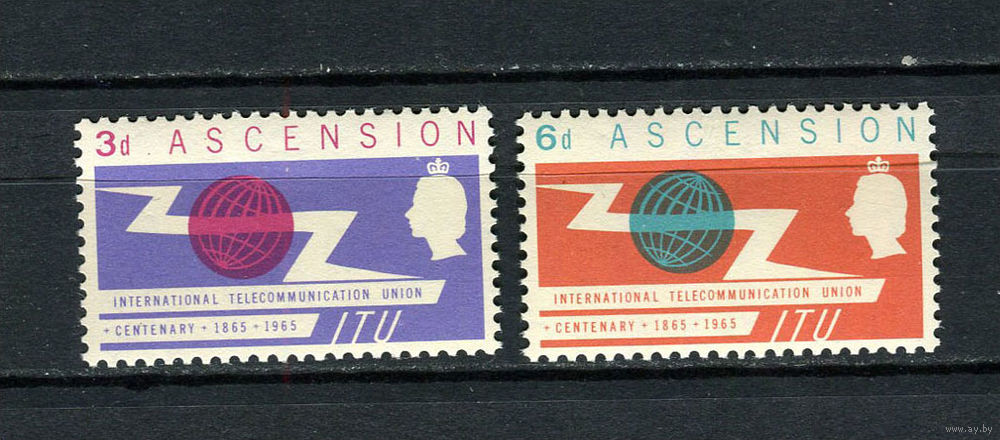 3d ASCENSION
INTERNATIONAL TELECOMMUNICATION UNION
+ CENTENARY + 1865 + 1965
ITU
6d ASCENSION
INTERNATIONAL TELECOMMUNICATION UNION
+ CENTENARY + 1865 + 1965
ITU
www.ay.by